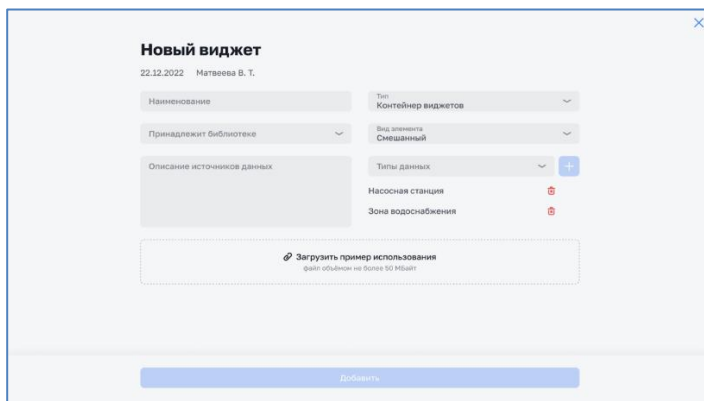 Новый виджет
22.12.2022 Матвеева В. Т.
Наименование
Тип
Контейнер виджетов
Принадлежит библиотеке
Вид элемента
Смешанный
Описание источников данных
Типы данных
Насосная станция
Зона водоснабжения
Загрузить пример использования
файл объёмом не более 50 Мбайт
Добавить